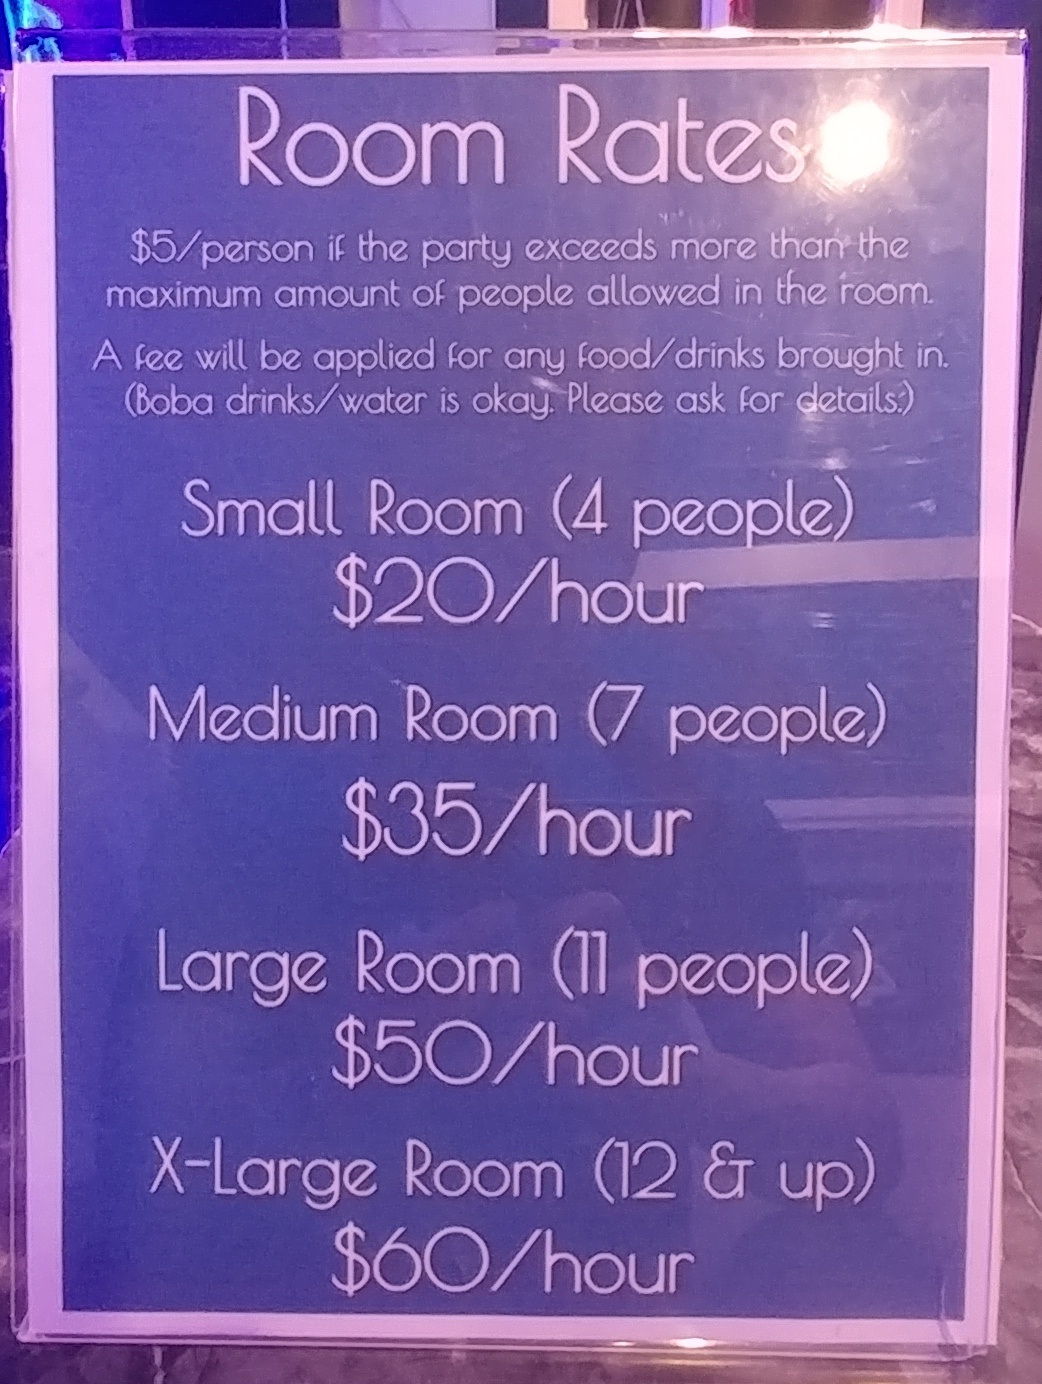 Room Rates
$5/person if the party exceeds more than the
maximum amount of people allowed in the room.
A fee will be applied for any food/drinks brought in.
(Boba drinks/water is okay. Please ask for details.)
Small Room (4 people)
$20/hour
Medium Room (7 people)
$35/hour
Large Room (11 people)
$50/hour
X-Large Room (12 & up)
$60/hour